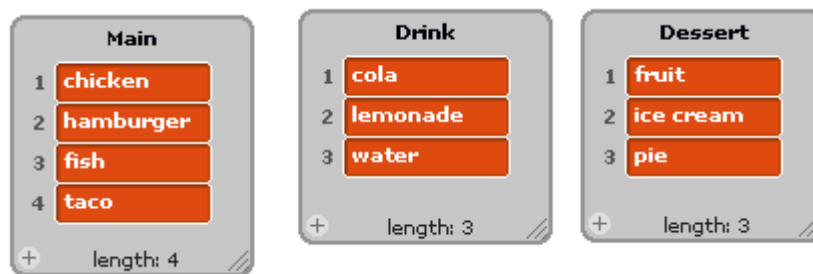 Main
1 chicken
2 hamburger
3 fish
4 taco
+ length: 4
Drink
1 cola
2 lemonade
3 water
+ length: 3
Dessert
1 fruit
2 ice cream
3 pie
+ length: 3